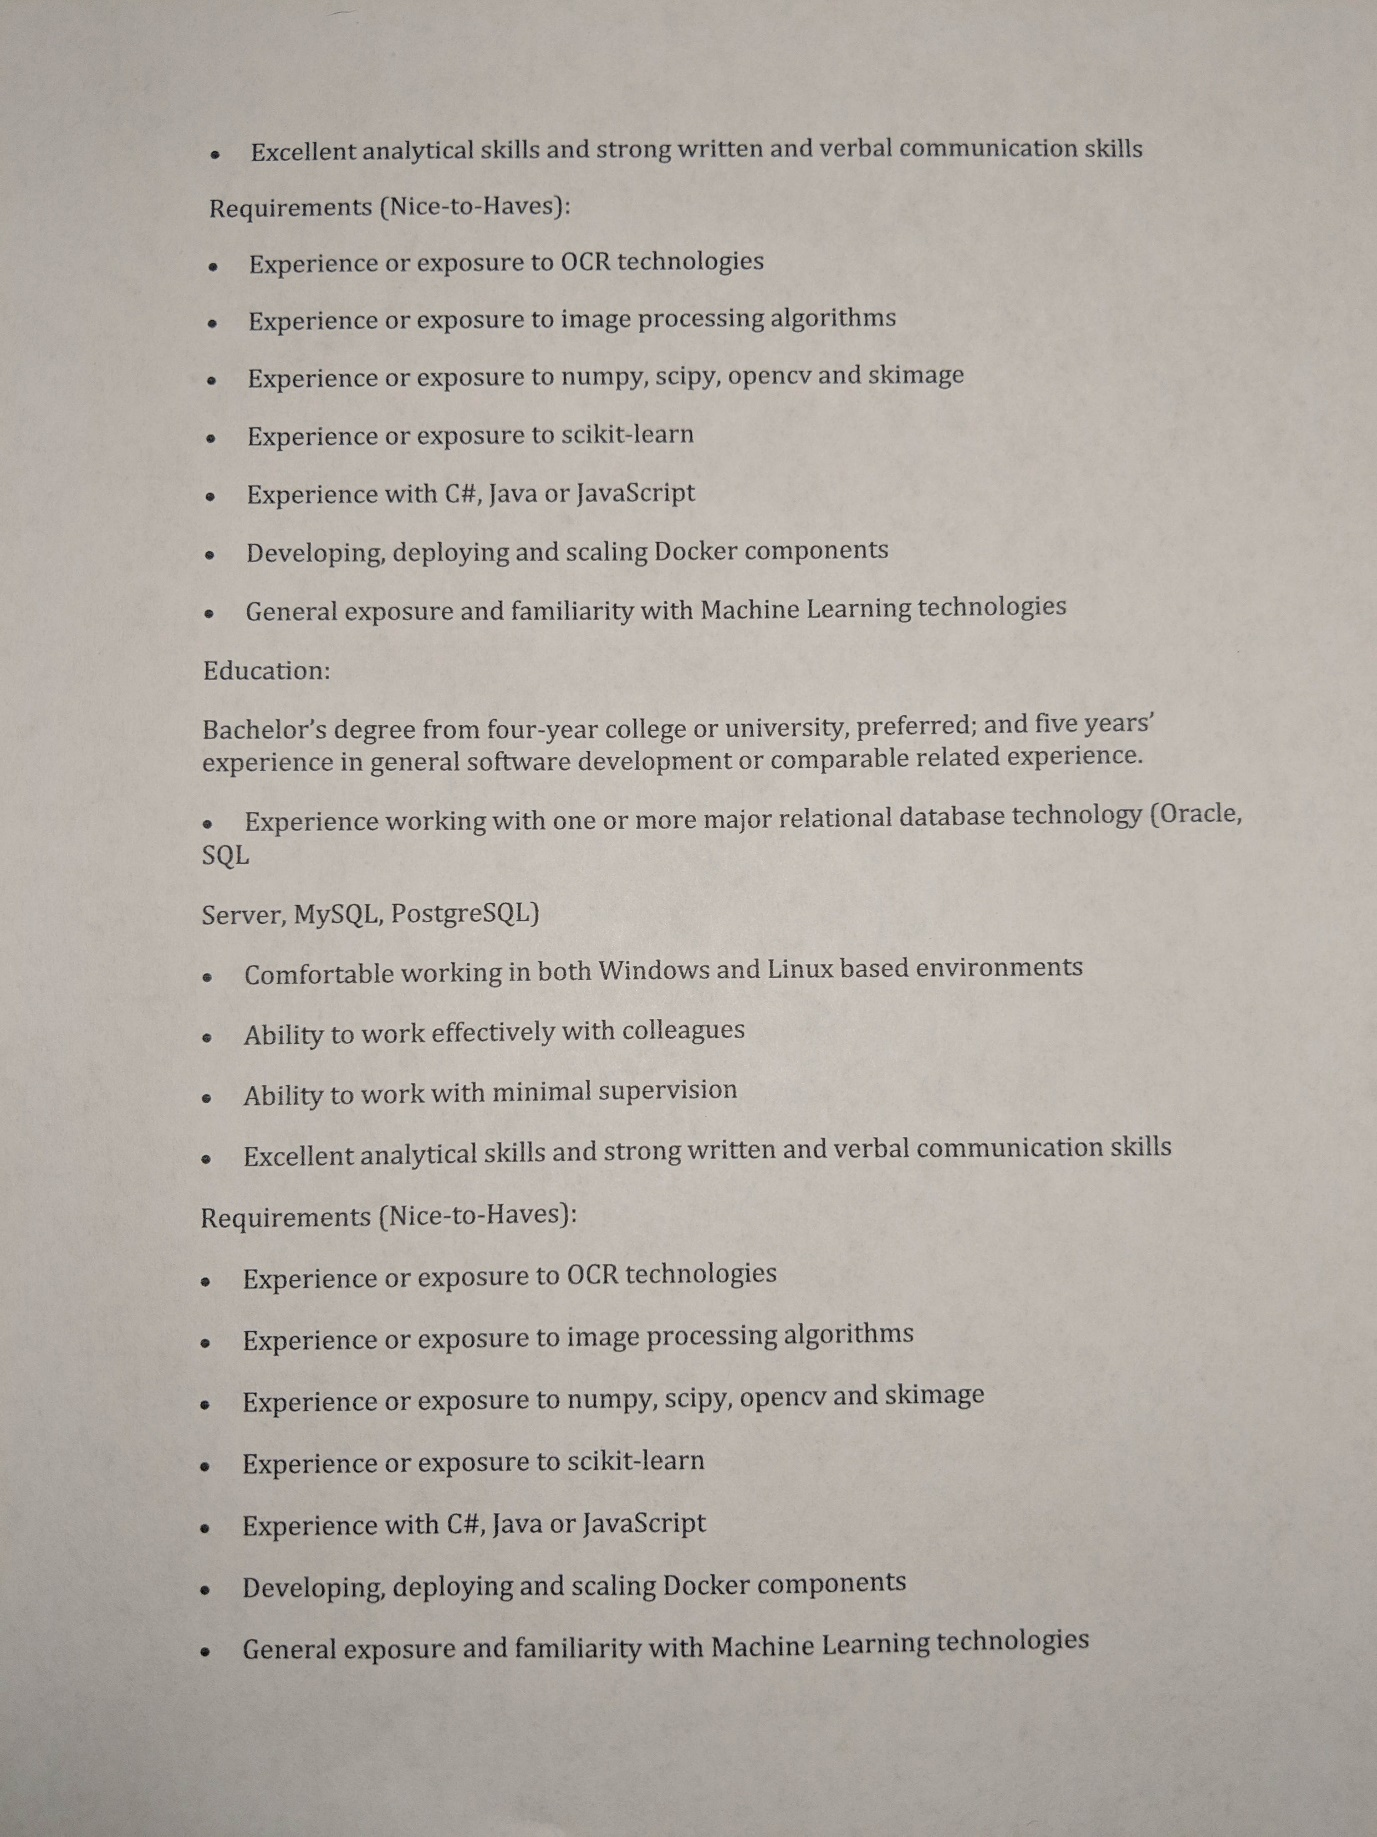 • Excellent analytical skills and strong written and verbal communication skills
Requirements (Nice-to-Haves):
• Experience or exposure to OCR technologies
• Experience or exposure to image processing algorithms
• Experience or exposure to numpy, scipy, opencv and skimage
• Experience or exposure to scikit-learn
• Experience with C#, Java or JavaScript
• Developing, deploying and scaling Docker components
• General exposure and familiarity with Machine Learning technologies
Education:
Bachelor’s degree from four-year college or university, preferred; and five years’
experience in general software development or comparable related experience.
• Experience working with one or more major relational database technology (Oracle,
SQL
Server, MySQL, PostgreSQL)
• Comfortable working in both Windows and Linux based environments
• Ability to work effectively with colleagues
• Ability to work with minimal supervision
• Excellent analytical skills and strong written and verbal communication skills
Requirements (Nice-to-Haves):
• Experience or exposure to OCR technologies
• Experience or exposure to image processing algorithms
• Experience or exposure to numpy, scipy, opencv and skimage
• Experience or exposure to scikit-learn
• Experience with C#, Java or JavaScript
• Developing, deploying and scaling Docker components
• General exposure and familiarity with Machine Learning technologies